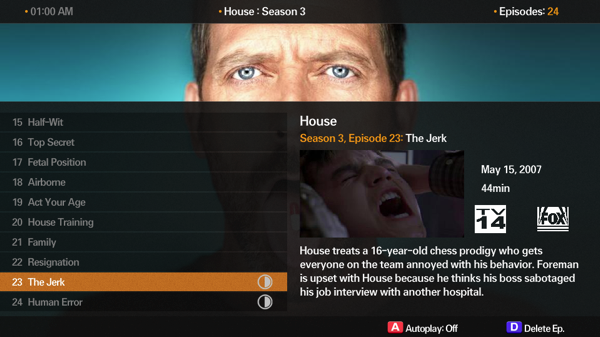 • 01:00 AM
• House : Season 3
• Episodes: 24
15 Half-Wit
16 Top Secret
17 Fetal Position
18 Airborne
19 Act Your Age
20 House Training
21 Family
22 Resignation
23 The Jerk
24 Human Error
House
Season 3, Episode 23: The Jerk
May 15, 2007
44min
TV
14
FOX
House treats a 16-year-old chess prodigy who gets
everyone on the team annoyed with his behavior. Foreman
is upset with House because he thinks his boss sabotaged
his job interview with another hospital.
A Autoplay: Off
D Delete Ep.